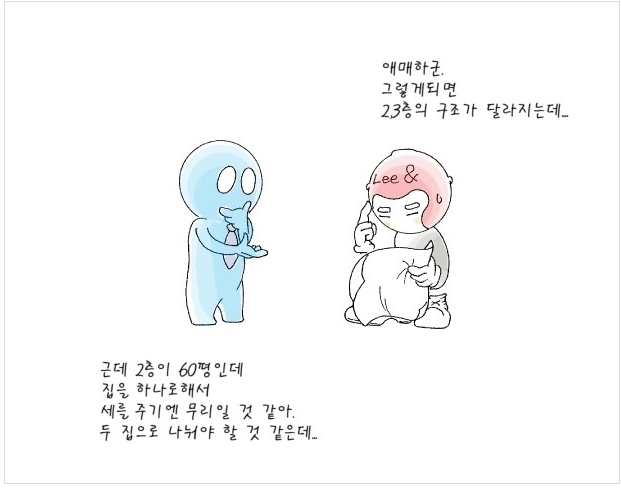 애매하군.
그렇게되면
23층의 구조가 달라지는데...
Lee &
근데 2층이 60평인데
집을 하나로해서
세를 주기엔 무리일 것 같아.
두 집으로 나눠야 할 것 같은데...